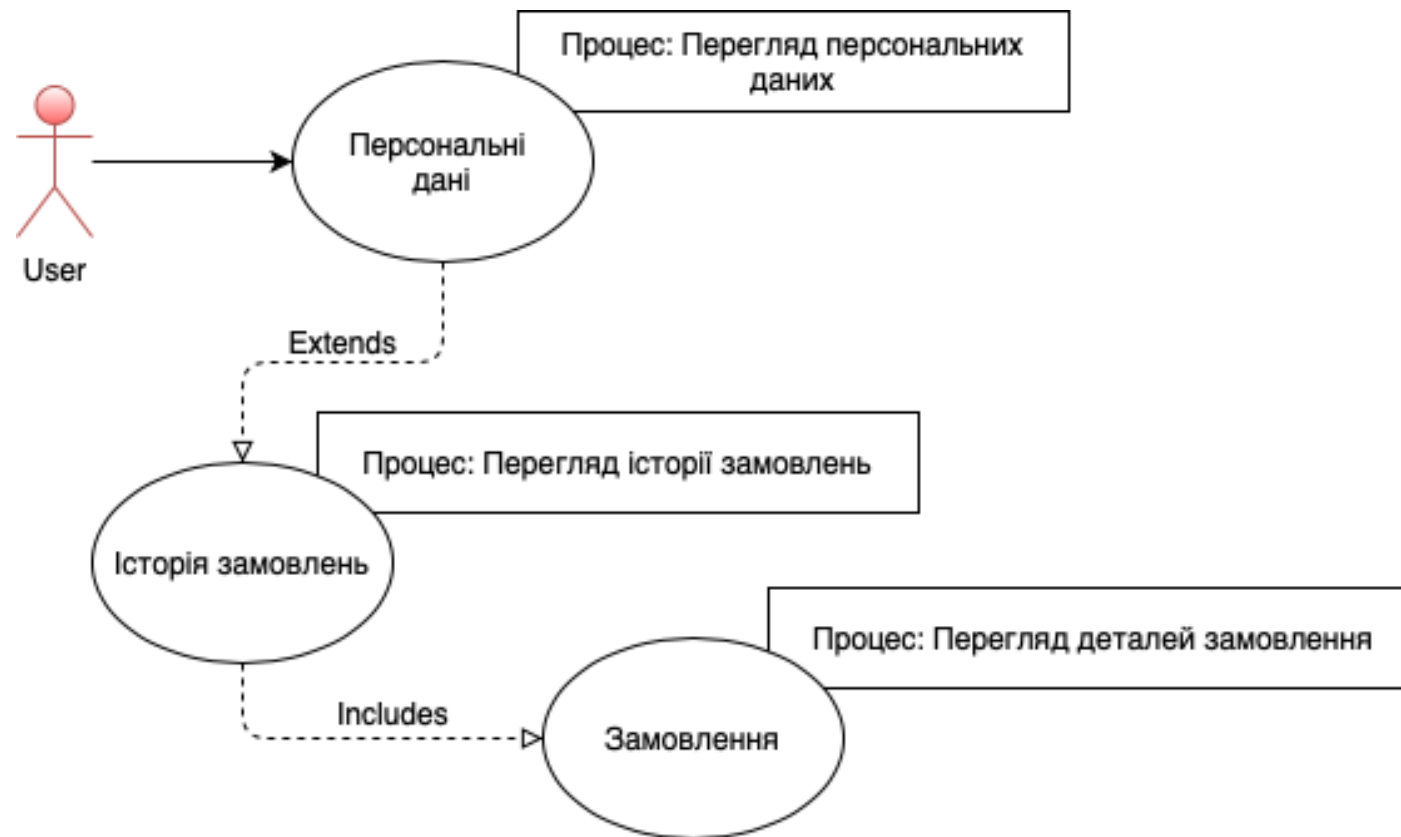 Процес: Перегляд персональних
даних
Персональні
дані
User
Extends
Процес: Перегляд історії замовлень
Історія замовлень
Процес: Перегляд деталей замовлення
Includes
Замовлення